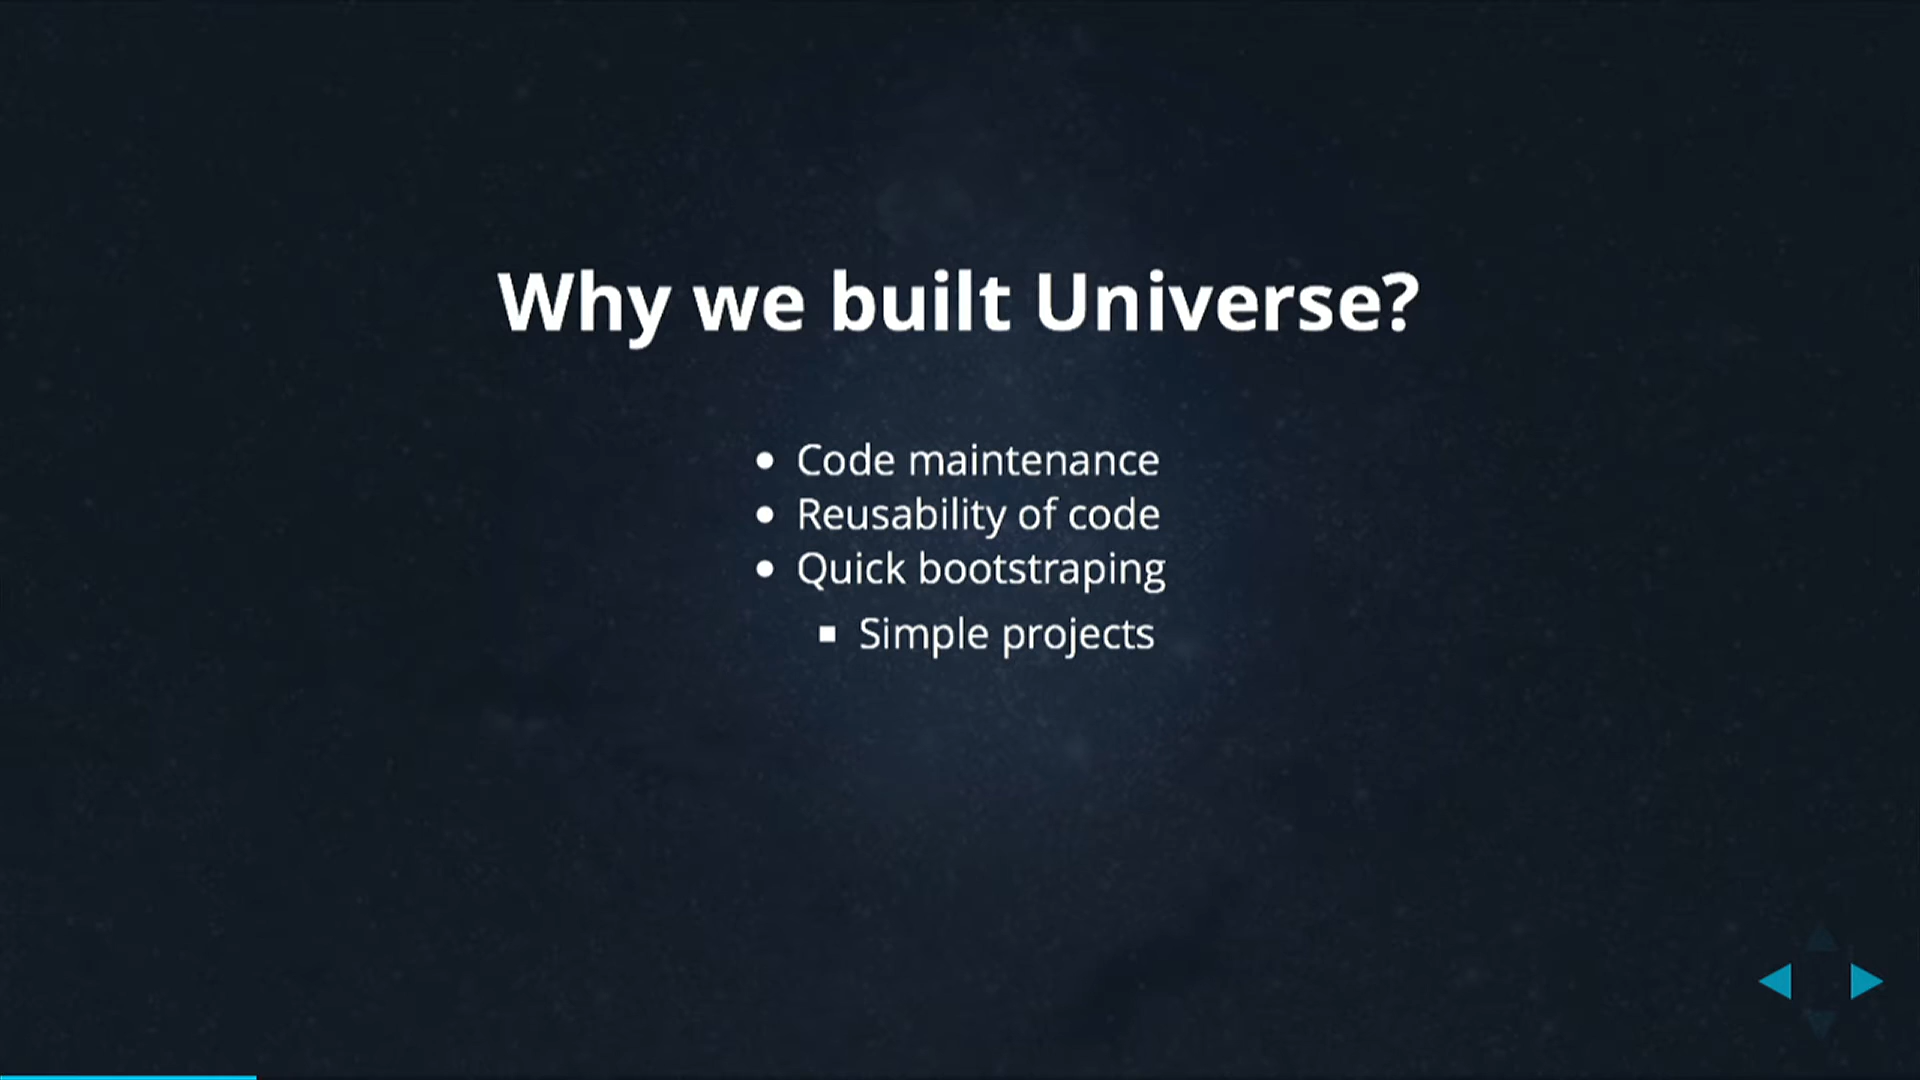 Why we built Universe?
Code maintenance
Reusability of code
Quick bootstraping
Simple projects